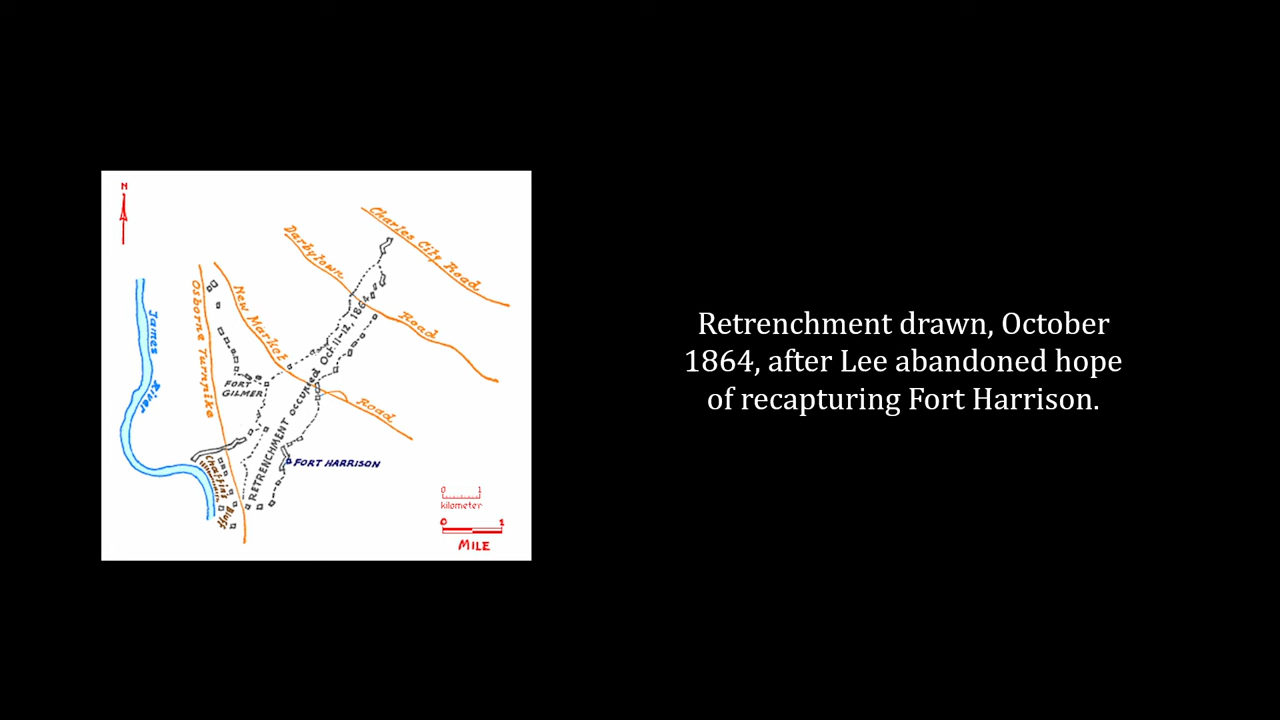 N
Charles City Road
Darbytown Road
New Market Road
Osborne Turnpike
James River
RETRENCHMENT occupied Oct. 11-12, 1864
FORT
GILMER
FORT HARRISON
Chaffin's Bluff
0 1
kilometer
0 1
MILE
Retrenchment drawn, October
1864, after Lee abandoned hope
of recapturing Fort Harrison.